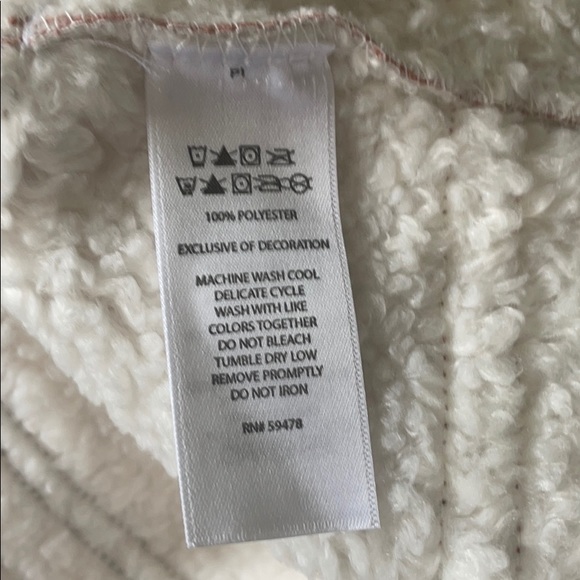 100% POLYESTER
EXCLUSIVE OF DECORATION
MACHINE WASH COOL
DELICATE CYCLE
WASH WITH LIKE
COLORS TOGETHER
DO NOT BLEACH
TUMBLE DRY LOW
REMOVE PROMPTLY
DO NOT IRON
RN# 59478